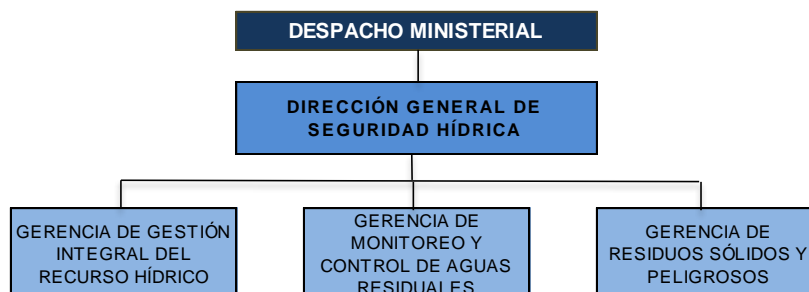 DESPACHO MINISTERIAL
DIRECCIÓN GENERAL DE
SEGURIDAD HÍDRICA
GERENCIA DE GESTIÓN
INTEGRAL DEL
RECURSO HÍDRICO
GERENCIA DE
MONITOREO Y
CONTROL DE AGUAS
RESIDUALES
GERENCIA DE
RESIDUOS SÓLIDOS Y
PELIGROSOS